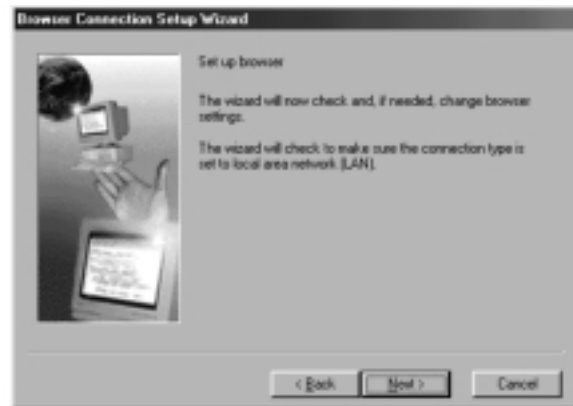 Browser Connection Setup Wizard
Set up browser
The wizard will now check and, if needed, change browser
settings.
The wizard will check to make sure the connection type is
set to local area network (LAN).
< Back
Next >
Cancel